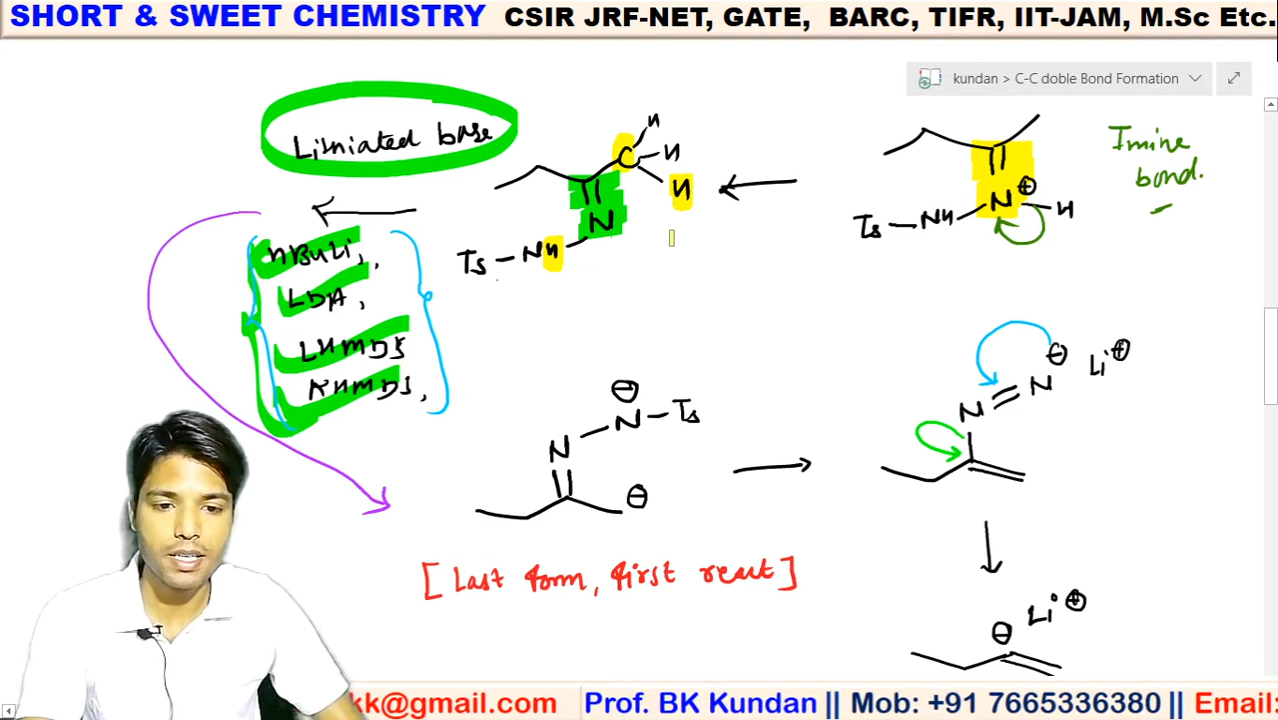 SHORT & SWEET CHEMISTRY CSIR JRF-NET, GATE, BARC, TIFR, IIT-JAM, M.Sc Etc.
kundan > C-C doble Bond Formation
Limiated base
C H
H
H
N
Ts – NH
Imine
bond.
N ⊕ H
Ts – NH
nBuLi,
LDA,
LHMDS
KHMDS,
⊖
N – N – Ts
⊖
N = N ⊖ Li ⊕
[Last form, first react]
⊖ Li ⊕
kk@gmail.com Prof. BK Kundan || Mob: +91 7665336380 || Email: